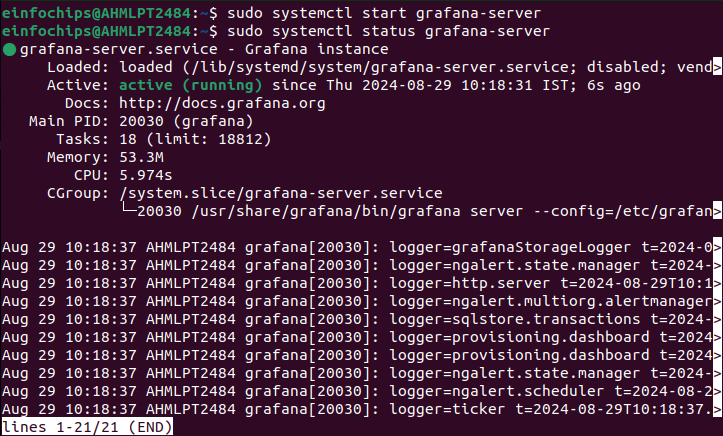 einfochips@AHMLPT2484:~$ sudo systemctl start grafana-server
einfochips@AHMLPT2484:~$ sudo systemctl status grafana-server
● grafana-server.service - Grafana instance
     Loaded: loaded (/lib/systemd/system/grafana-server.service; disabled; vend>
     Active: active (running) since Thu 2024-08-29 10:18:31 IST; 6s ago
       Docs: http://docs.grafana.org
   Main PID: 20030 (grafana)
      Tasks: 18 (limit: 18812)
     Memory: 53.3M
        CPU: 5.974s
     CGroup: /system.slice/grafana-server.service
             └─20030 /usr/share/grafana/bin/grafana server --config=/etc/grafan>
Aug 29 10:18:37 AHMLPT2484 grafana[20030]: logger=grafanaStorageLogger t=2024-0>
Aug 29 10:18:37 AHMLPT2484 grafana[20030]: logger=ngalert.state.manager t=2024->
Aug 29 10:18:37 AHMLPT2484 grafana[20030]: logger=http.server t=2024-08-29T10:1>
Aug 29 10:18:37 AHMLPT2484 grafana[20030]: logger=ngalert.multiorg.alertmanager>
Aug 29 10:18:37 AHMLPT2484 grafana[20030]: logger=sqlstore.transactions t=2024->
Aug 29 10:18:37 AHMLPT2484 grafana[20030]: logger=provisioning.dashboard t=2024>
Aug 29 10:18:37 AHMLPT2484 grafana[20030]: logger=provisioning.dashboard t=2024>
Aug 29 10:18:37 AHMLPT2484 grafana[20030]: logger=ngalert.state.manager t=2024->
Aug 29 10:18:37 AHMLPT2484 grafana[20030]: logger=ngalert.scheduler t=2024-08-2>
Aug 29 10:18:37 AHMLPT2484 grafana[20030]: logger=ticker t=2024-08-29T10:18:37.>
lines 1-21/21 (END)